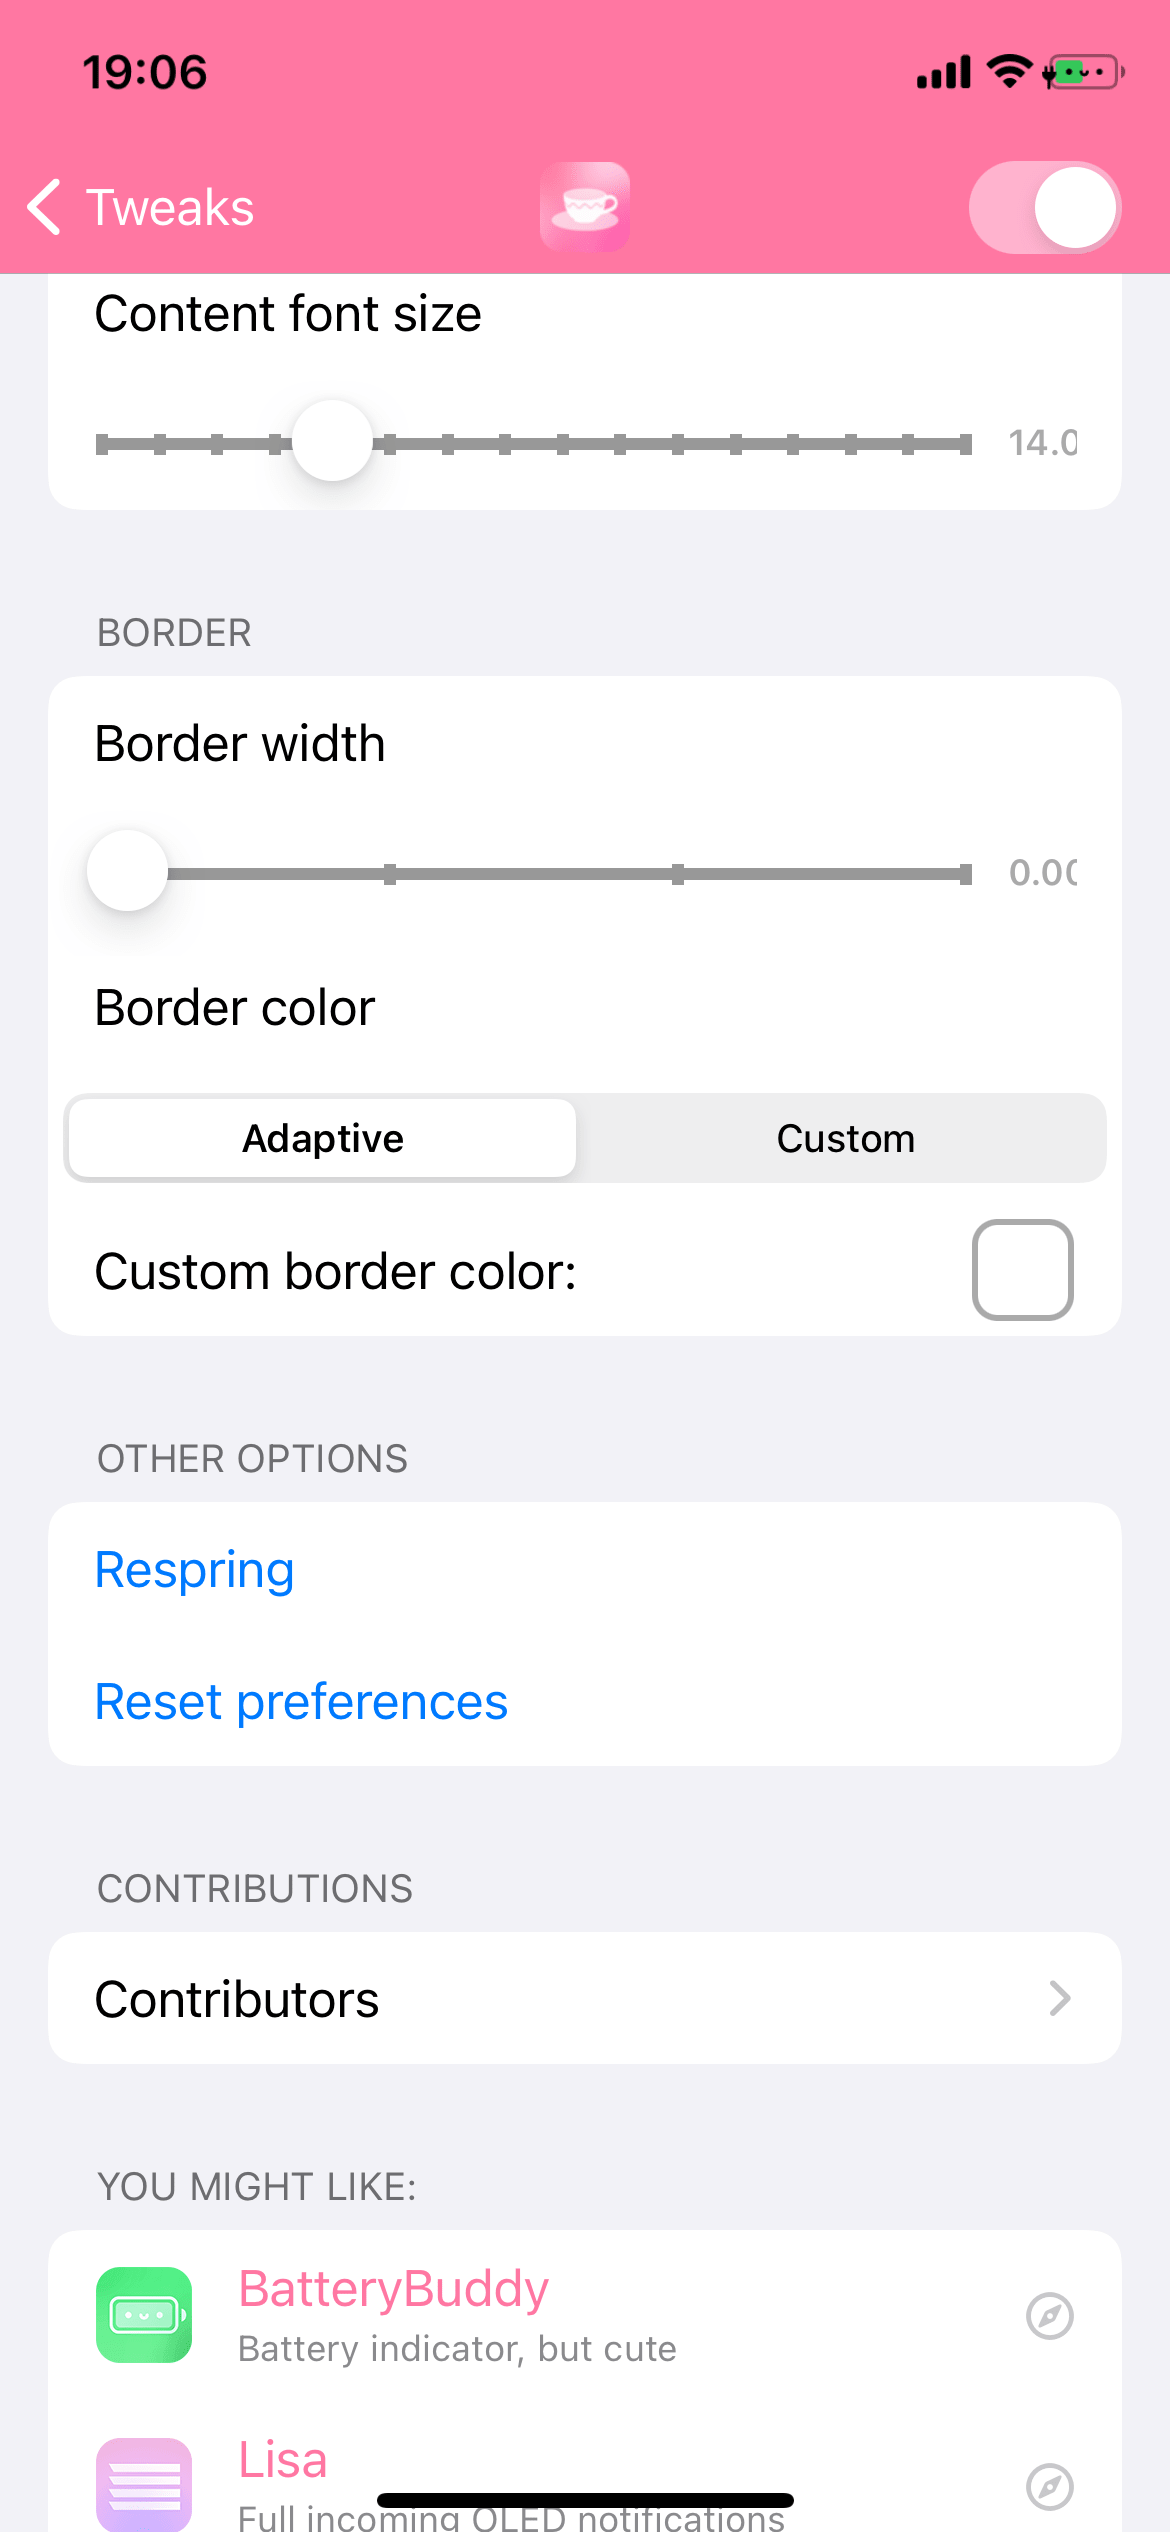 19:06
Tweaks
Content font size
14.0
BORDER
Border width
0.00
Border color
Adaptive
Custom
Custom border color:
OTHER OPTIONS
Respring
Reset preferences
CONTRIBUTIONS
Contributors
YOU MIGHT LIKE:
BatteryBuddy
Battery indicator, but cute
Lisa
Full incoming OLED notifications